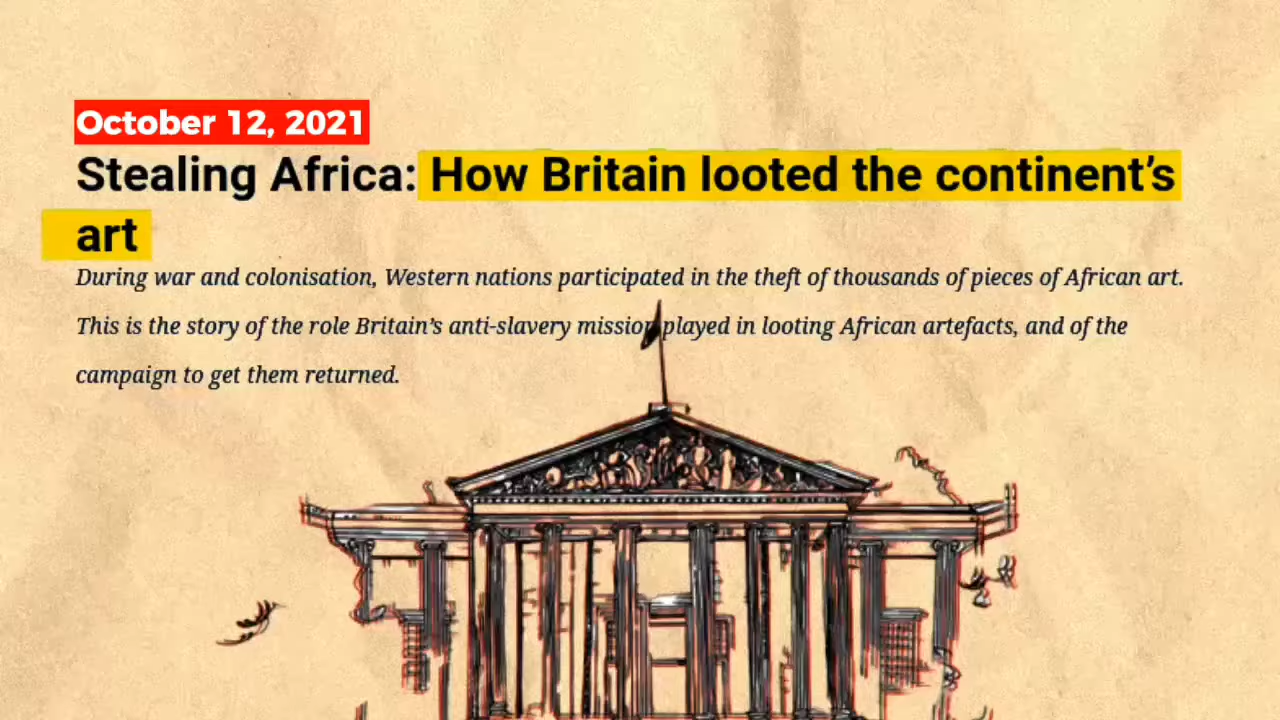 October 12, 2021
Stealing Africa: How Britain looted the continent’s
art
During war and colonisation, Western nations participated in the theft of thousands of pieces of African art.
This is the story of the role Britain’s anti-slavery mission played in looting African artefacts, and of the
campaign to get them returned.